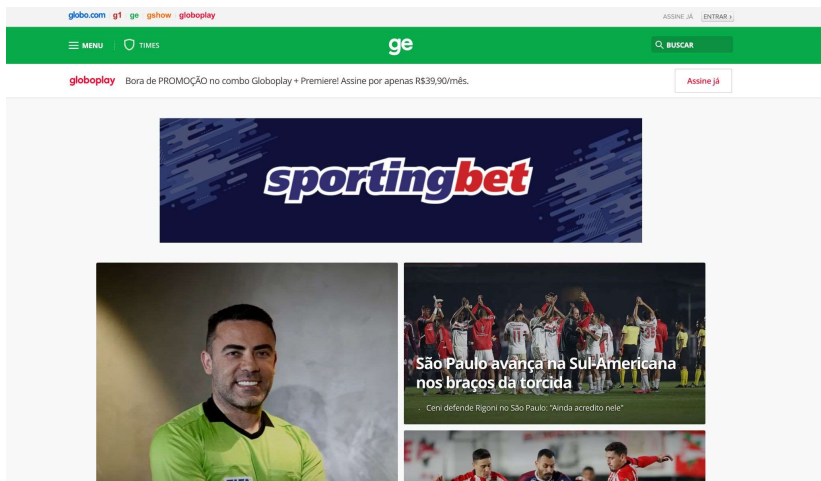 globo.com g1 ge gshow globoplay
ASSINE JÁ ENTRAR ›
MENU TIMES ge BUSCAR
globoplay Bora de PROMOÇÃO no combo Globoplay + Premiere! Assine por apenas R$39,90/mês. Assine já
sportingbet
São Paulo avança na Sul-Americana
nos braços da torcida
Ceni defende Rigoni no São Paulo: "Ainda acredito nele"